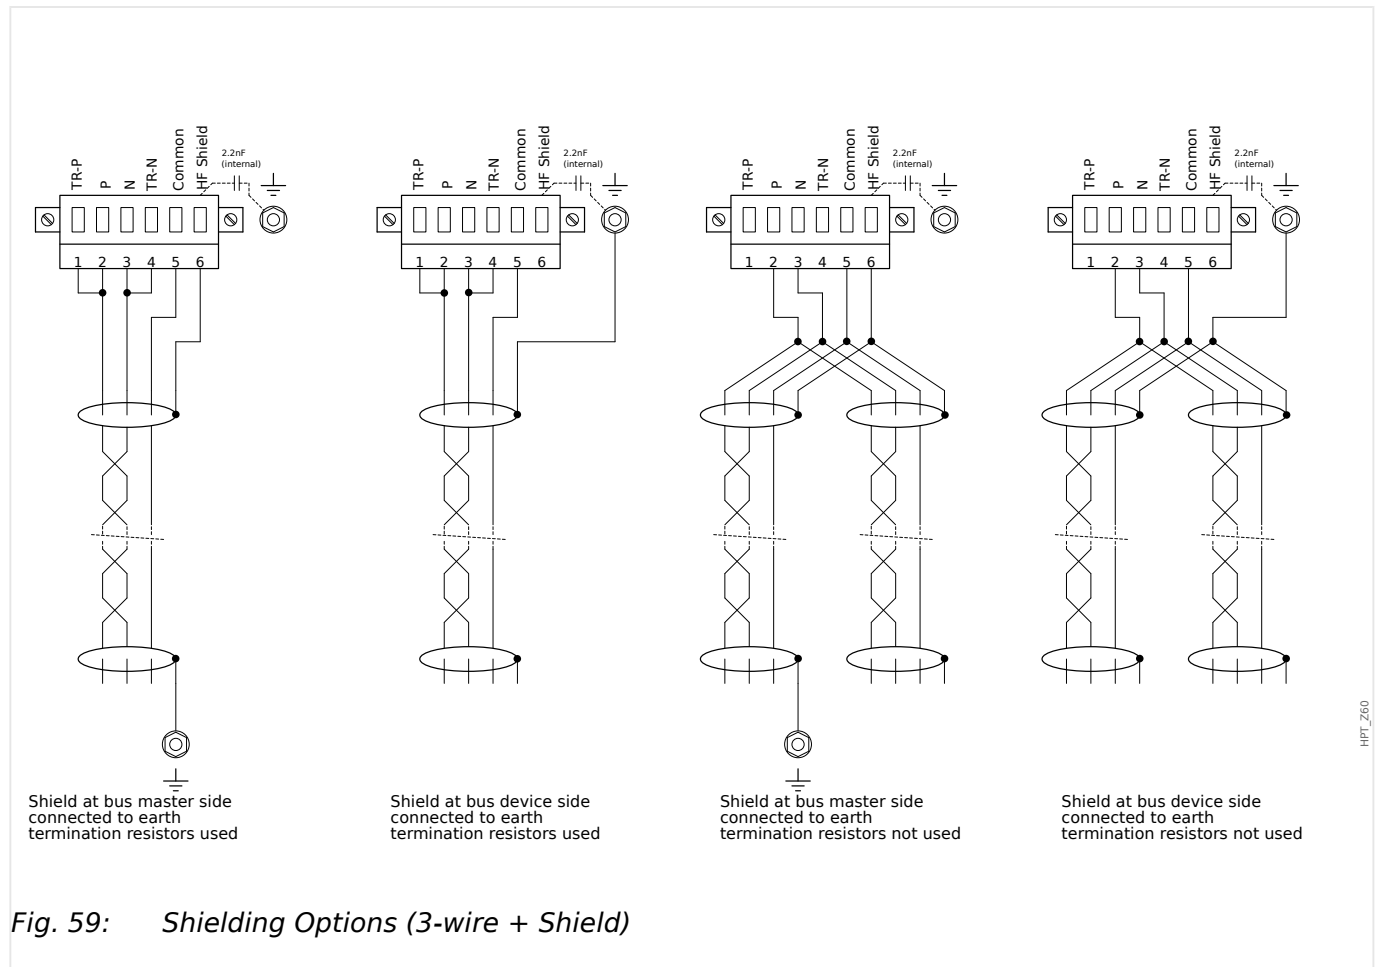 TR-P P N TR-N Common HF Shield
2.2nF
(internal)
1 2 3 4 5 6
TR-P P N TR-N Common HF Shield
2.2nF
(internal)
1 2 3 4 5 6
TR-P P N TR-N Common HF Shield
2.2nF
(internal)
1 2 3 4 5 6
TR-P P N TR-N Common HF Shield
2.2nF
(internal)
1 2 3 4 5 6
HPT_Z60
Shield at bus master side
connected to earth
termination resistors used
Shield at bus device side
connected to earth
termination resistors used
Shield at bus master side
connected to earth
termination resistors not used
Shield at bus device side
connected to earth
termination resistors not used
Fig. 59: Shielding Options (3-wire + Shield)